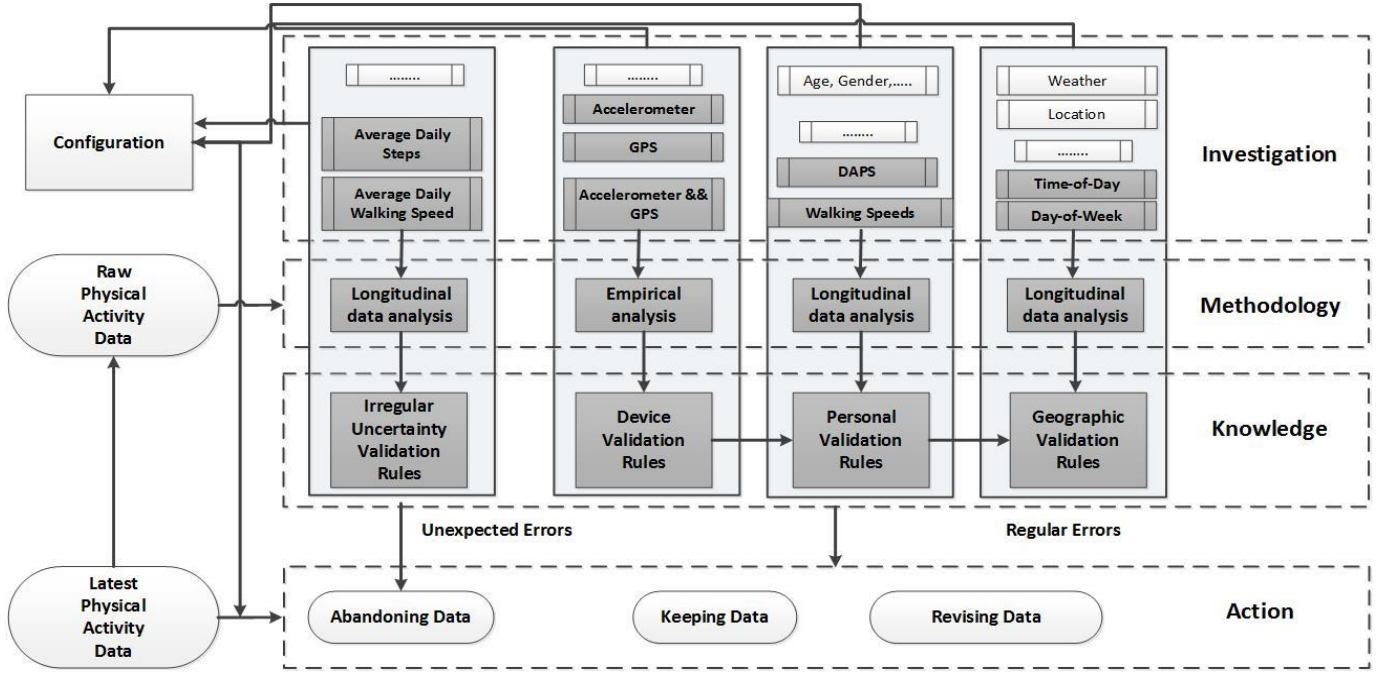 ........
........
Age, Gender,.....
Weather
Accelerometer
Location
Configuration
Average Daily
Steps
GPS
........
........
Investigation
DAPS
Time-of-Day
Average Daily
Walking Speed
Accelerometer &&
GPS
Walking Speeds
Day-of-Week
Raw
Physical
Activity
Data
Longitudinal
data analysis
Empirical
analysis
Longitudinal
data analysis
Longitudinal
data analysis
Methodology
Irregular
Uncertainty
Validation
Rules
Device
Validation
Rules
Personal
Validation
Rules
Geographic
Validation
Rules
Knowledge
Unexpected Errors
Regular Errors
Latest
Physical
Activity
Data
Abandoning Data
Keeping Data
Revising Data
Action